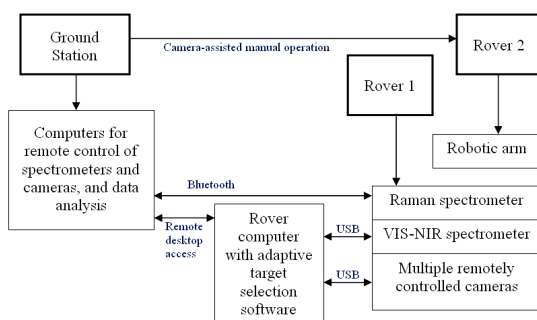 Ground
Station
Camera-assisted manual operation
Rover 2
Rover 1
Computers for
remote control of
spectrometers and
cameras, and data
analysis
Robotic arm
Bluetooth
Raman spectrometer
Remote
desktop
access
Rover
computer
with adaptive
target
selection
software
USB
VIS-NIR spectrometer
USB
Multiple remotely
controlled cameras